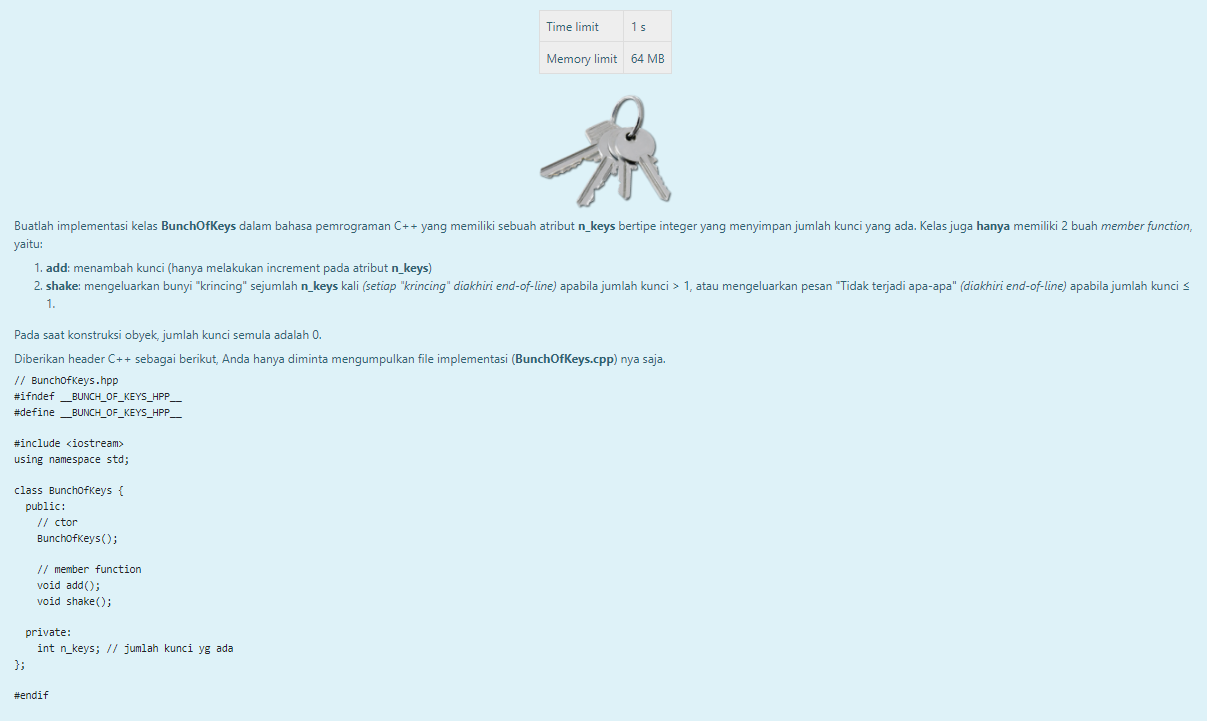 Time limit 1 s
Memory limit 64 MB
Buatlah implementasi kelas BunchOfKeys dalam bahasa pemrograman C++ yang memiliki sebuah atribut n_keys bertipe integer yang menyimpan jumlah kunci yang ada. Kelas juga hanya memiliki 2 buah member function,
yaitu:
1. add: menambah kunci (hanya melakukan increment pada atribut n_keys)
2. shake: mengeluarkan bunyi "krincing" sejumlah n_keys kali (setiap "krincing" diakhiri end-of-line) apabila jumlah kunci > 1, atau mengeluarkan pesan "Tidak terjadi apa-apa" (diakhiri end-of-line) apabila jumlah kunci ≤
1.
Pada saat konstruksi obyek, jumlah kunci semula adalah 0.
Diberikan header C++ sebagai berikut, Anda hanya diminta mengumpulkan file implementasi (BunchOfKeys.cpp) nya saja.
// BunchOfKeys.hpp
#ifndef __BUNCH_OF_KEYS_HPP__
#define __BUNCH_OF_KEYS_HPP__
#include <iostream>
using namespace std;
class BunchOfKeys {
  public:
    // ctor
    BunchOfKeys();
    // member function
    void add();
    void shake();
  private:
    int n_keys; // jumlah kunci yg ada
};
#endif